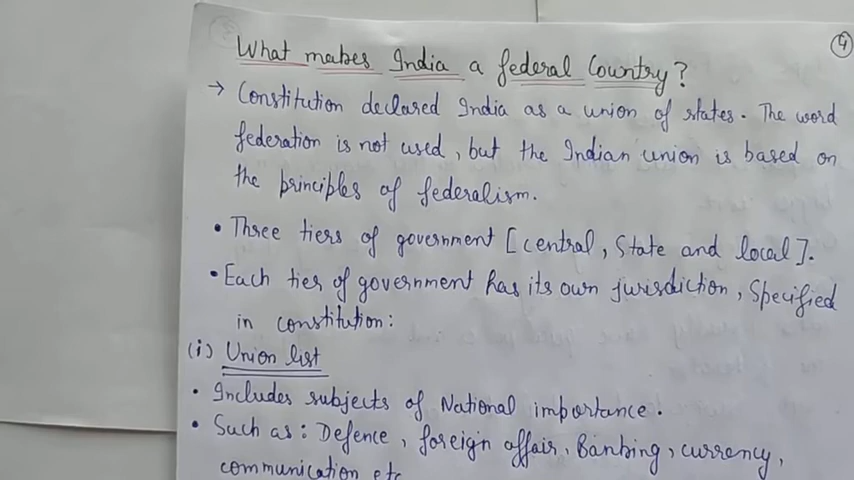 4
What makes India a federal Country?
→ Constitution declared India as a union of states. The word
federation is not used, but the Indian union is based on
the principles of federalism.
• Three tiers of government [central, State and local].
• Each tier of government has its own jurisdiction, Specified
in constitution:
(i) Union list
• Includes subjects of National importance.
• Such as: Defence, foreign affair, Banking, currency,
communication etc